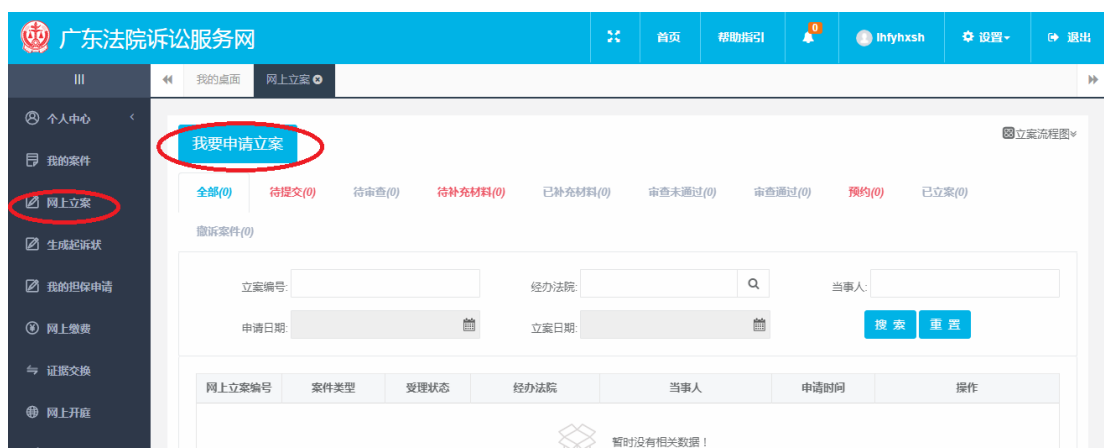 广东法院诉讼服务网
首页
帮助指引
0
lhfyhxsh
设置
退出
我的桌面
网上立案
个人中心
我的案件
网上立案
生成起诉状
我的担保申请
网上缴费
证据交换
网上开庭
我要申请立案
立案流程图
全部(0) 待提交(0) 待审查(0) 待补充材料(0) 已补充材料(0) 审查未通过(0) 审查通过(0) 预约(0) 已立案(0)
撤诉案件(0)
立案编号: 经办法院: 当事人:
申请日期: 立案日期: 搜 索 重 置
网上立案编号 案件类型 受理状态 经办法院 当事人 申请时间 操作
暂时没有相关数据！